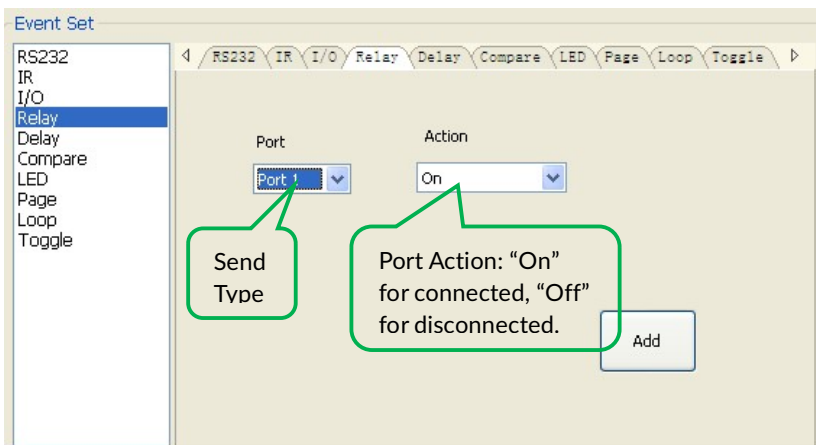 Event Set
RS232
IR
I/O
Relay
Delay
Compare
LED
Page
Loop
Toggle
RS232 IR I/O Relay Delay Compare LED Page Loop Toggle
Port Action
Port 1 On
Send
Type
Port Action: “On”
for connected, “Off”
for disconnected.
Add